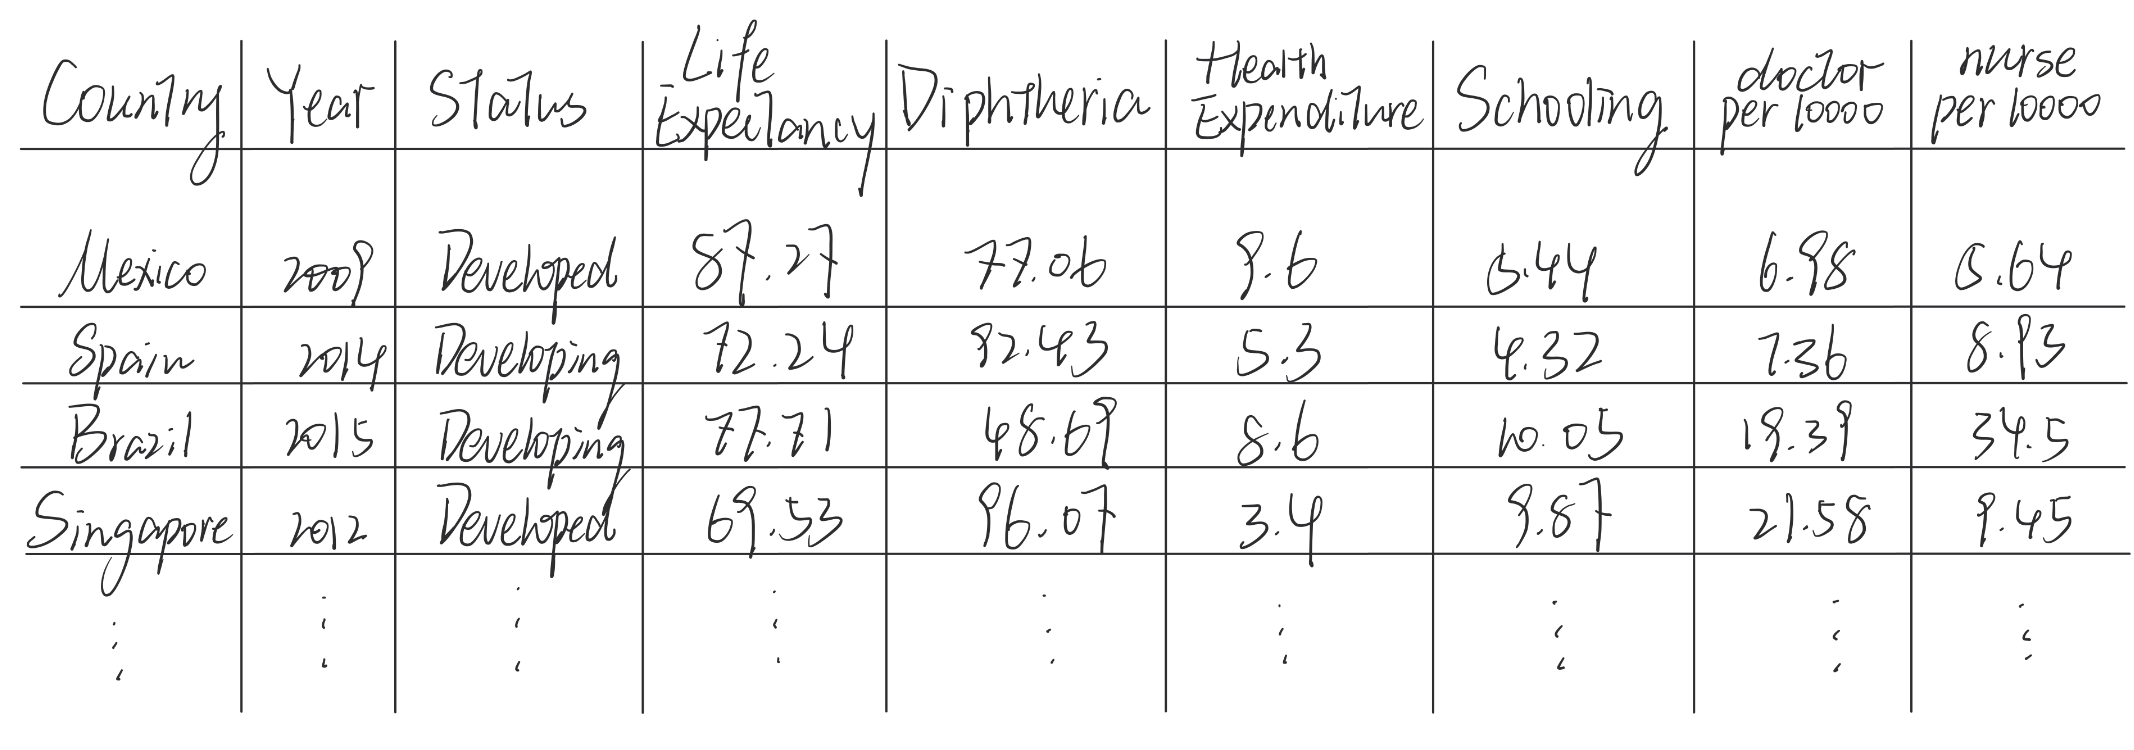 Country Year Status Life Expectancy Diphtheria Health Expenditure Schooling doctor per 10000 nurse per 10000
Mexico 2009 Developed 87.27 77.06 9.6 5.44 6.98 5.64
Spain 2014 Developing 72.24 92.43 5.3 4.32 7.36 8.93
Brazil 2015 Developing 77.71 48.69 8.6 10.05 19.39 34.5
Singapore 2012 Developed 69.53 96.07 3.4 9.87 21.58 9.45